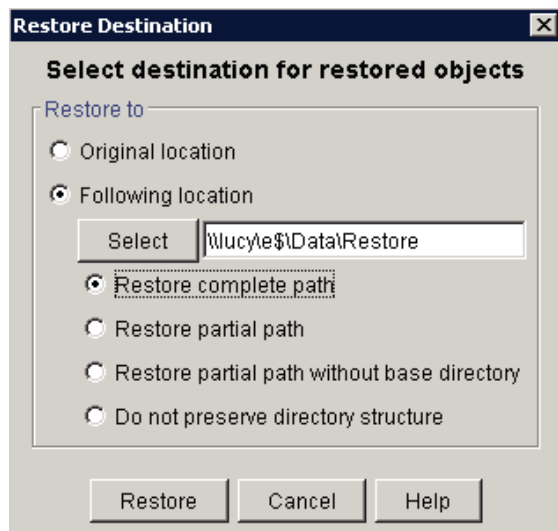 Restore Destination
Select destination for restored objects
Restore to
Original location
Following location
Select \\lucy\e$\Data\Restore
Restore complete path
Restore partial path
Restore partial path without base directory
Do not preserve directory structure
Restore Cancel Help